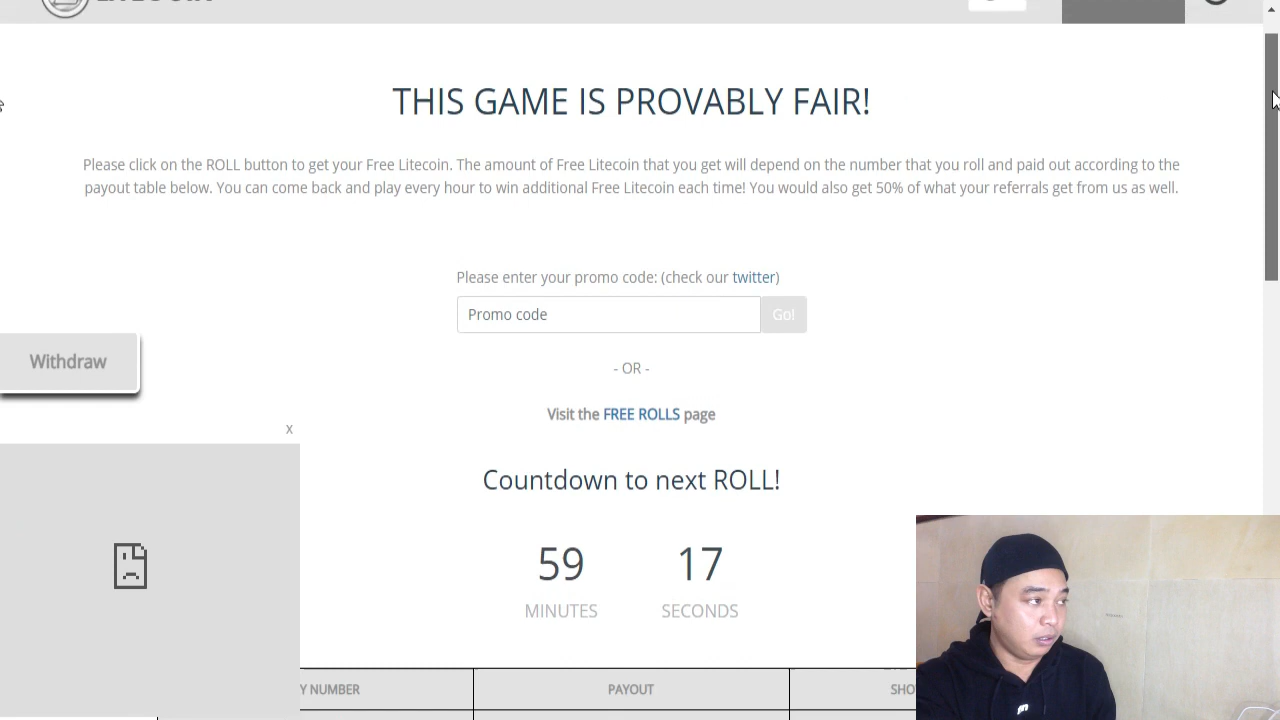 THIS GAME IS PROVABLY FAIR!
Please click on the ROLL button to get your Free Litecoin. The amount of Free Litecoin that you get will depend on the number that you roll and paid out according to the
payout table below. You can come back and play every hour to win additional Free Litecoin each time! You would also get 50% of what your referrals get from us as well.
Please enter your promo code: (check our twitter)
Promo code Go!
- OR -
Withdraw
Visit the FREE ROLLS page
x
Countdown to next ROLL!
59 17
MINUTES SECONDS
Y NUMBER PAYOUT SHO